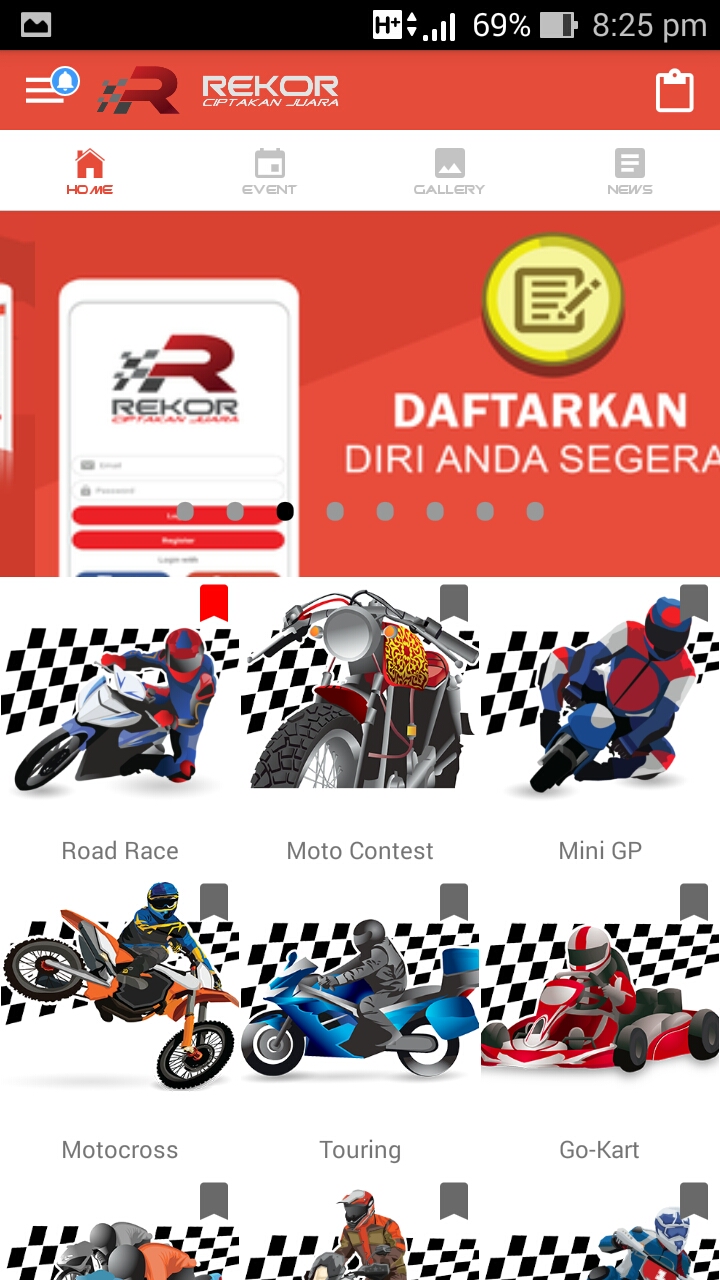 H+ 69% 8:25 pm
REKOR
CIPTAKAN JUARA
HOME EVENT GALLERY NEWS
REKOR
CIPTAKAN JUARA
Email
Password
Register
Login with
DAFTARKAN
DIRI ANDA SEGERA
Road Race Moto Contest Mini GP
Motocross Touring Go-Kart